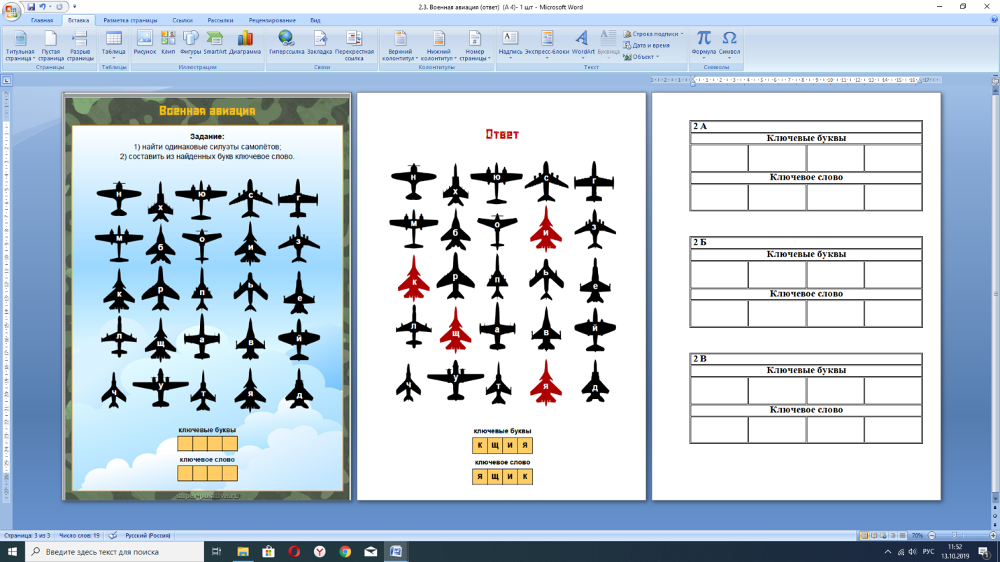 2.3. Военная авиация (ответ) (А 4)- 1 шт - Microsoft Word
Главная Вставка Разметка страницы Ссылки Рассылки Рецензирование Вид
Титульная страница Пустая страница Разрыв страницы Таблица Рисунок Клип Фигуры SmartArt Диаграмма Гиперссылка Закладка Перекрестная ссылка Верхний колонтитул Нижний колонтитул Номер страницы Надпись Экспресс-блоки WordArt Буквица Строка подписи Дата и время Объект Формула Символ
Страницы Таблицы Иллюстрации Связи Колонтитулы Текст Символы
Военная авиация
Задание:
1) найти одинаковые силуэты самолётов;
2) составить из найденных букв ключевое слово.
н х ю с г
м б о и з
к р п ь е
л щ а в й
ч у т я д
ключевые буквы
ключевое слово
super-positive.ru
Ответ
н х ю с г
м б о и з
к р п ь е
л щ а в й
ч у т я д
ключевые буквы
к щ и я
ключевое слово
я щ и к
2 А
Ключевые буквы
Ключевое слово
2 Б
Ключевые буквы
Ключевое слово
2 В
Ключевые буквы
Ключевое слово
Страница: 3 из 3 Число слов: 19 Русский (Россия) 70%
Введите здесь текст для поиска
РУС
11:52
13.10.2019